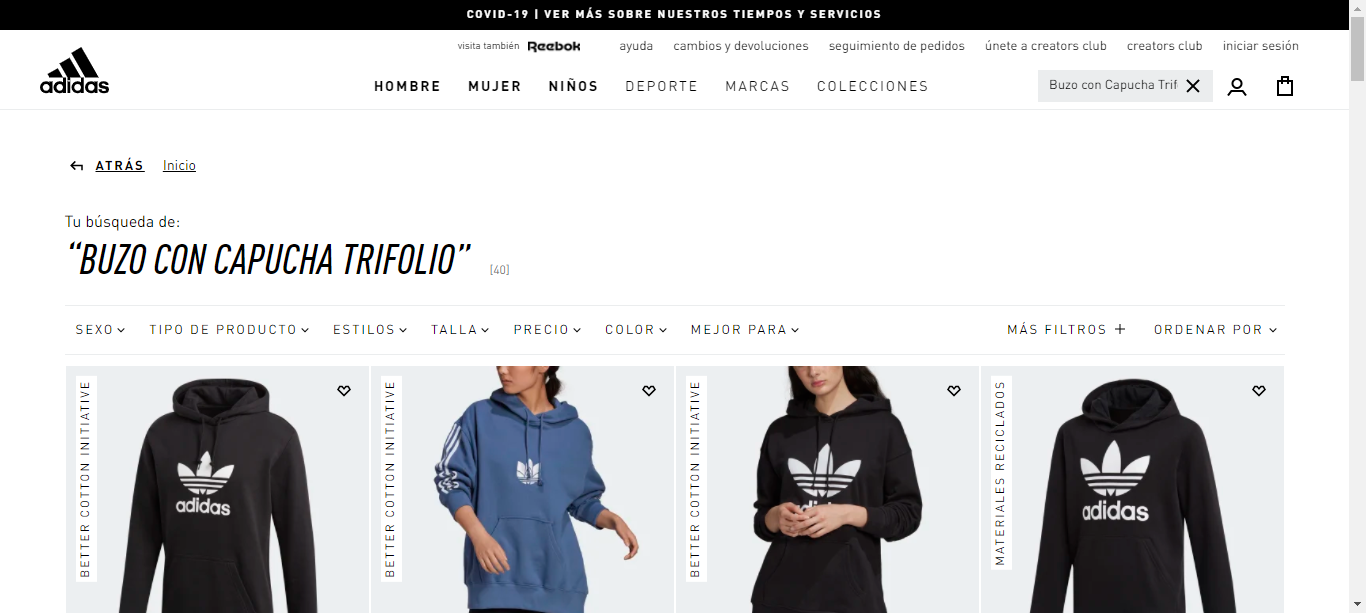 COVID-19 | VER MÁS SOBRE NUESTROS TIEMPOS Y SERVICIOS
visita también Reebok ayuda cambios y devoluciones seguimiento de pedidos únete a creators club creators club iniciar sesión
adidas
HOMBRE MUJER NIÑOS DEPORTE MARCAS COLECCIONES
Buzo con Capucha Trif
ATRÁS Inicio
Tu búsqueda de:
“BUZO CON CAPUCHA TRIFOLIO” [40]
SEXO TIPO DE PRODUCTO ESTILOS TALLA PRECIO COLOR MEJOR PARA MÁS FILTROS ORDENAR POR
BETTER COTTON INITIATIVE
adidas
BETTER COTTON INITIATIVE
BETTER COTTON INITIATIVE
MATERIALES RECICLADOS
adidas